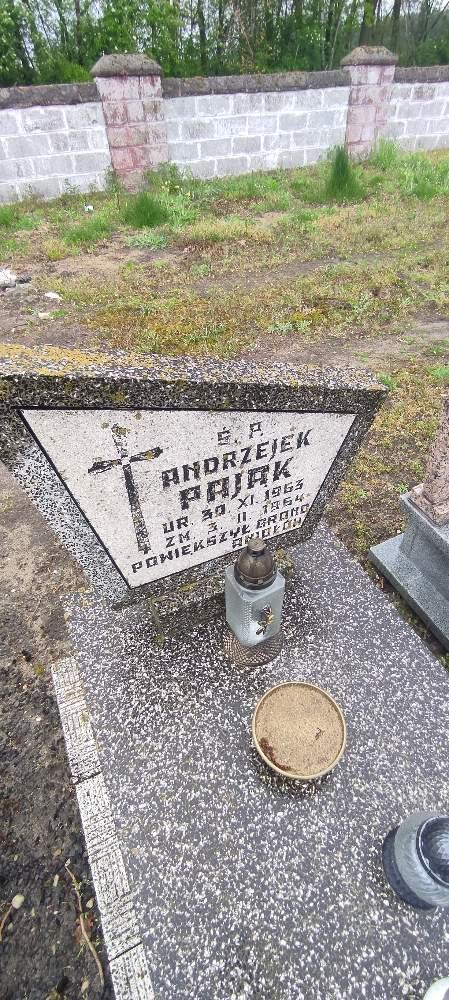 Ś. P.
ANDRZEJEK
PAJĄK
UR. 30 XI. 1963
ZM. 3. II 1964
POWIĘKSZYŁ GRONO
ANIOŁÓW